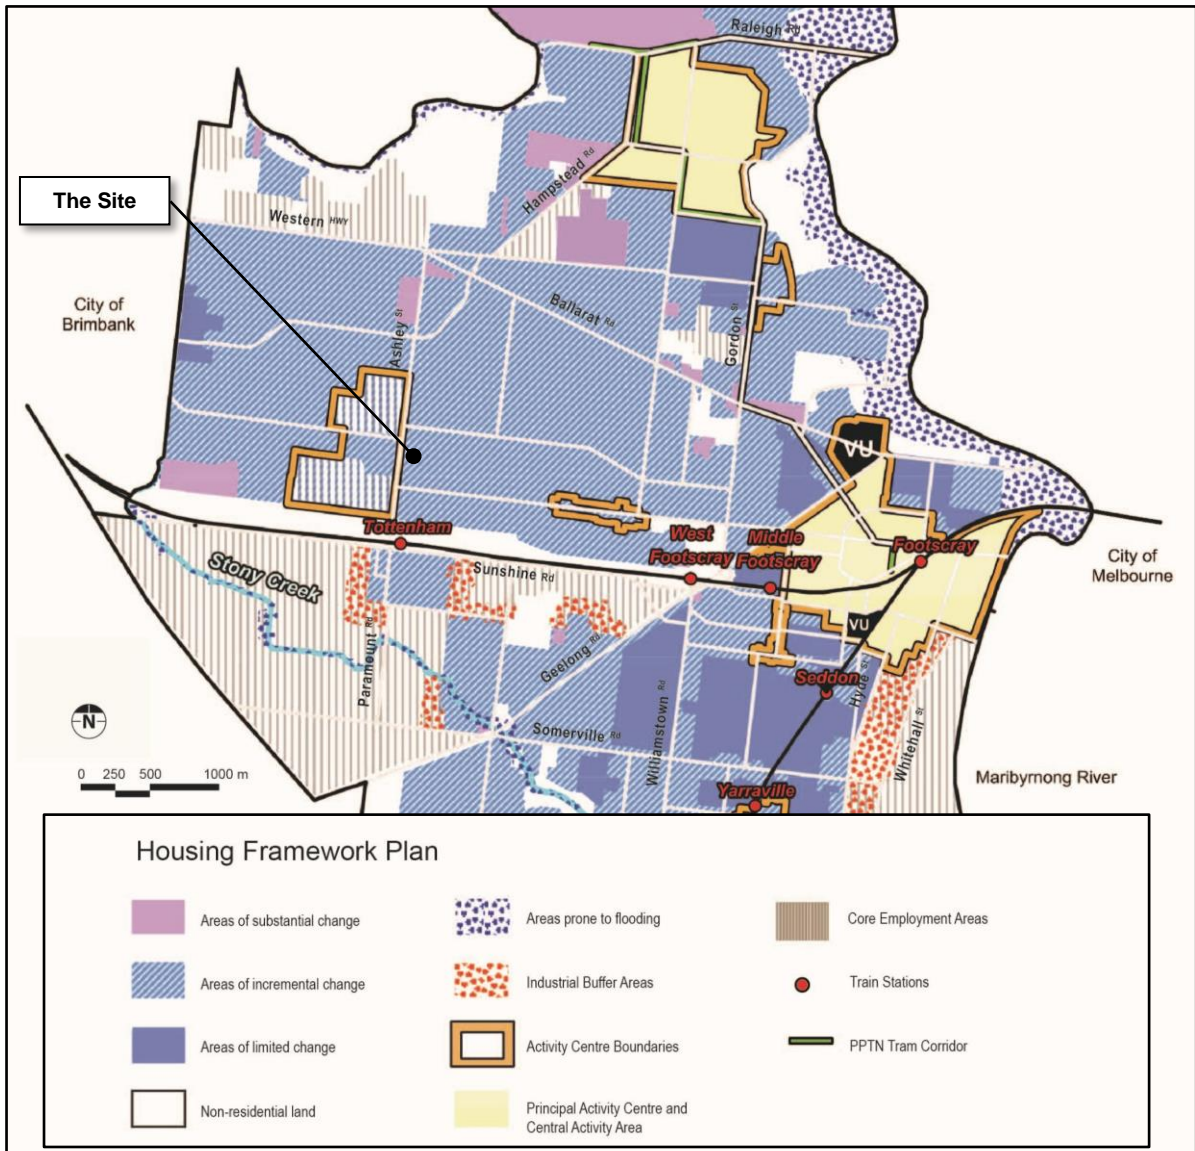 Raleigh Rd
The Site
Hampstead Rd
Western HWY
City of
Brimbank
Ballarat Rd
Ashley St
Gordon St
VU
Tottenham
West
Footscray
Middle
Footscray
Footscray
City of
Melbourne
Stony Creek
Sunshine Rd
VU
Paramount Rd
Geelong Rd
Seddon
Hyde St
Williamstown Rd
Somerville Rd
Whitehall St
N
0 250 500 1000 m
Yarraville
Maribyrnong River
Housing Framework Plan
Areas of substantial change
Areas prone to flooding
Core Employment Areas
Areas of incremental change
Industrial Buffer Areas
Train Stations
Areas of limited change
Activity Centre Boundaries
PPTN Tram Corridor
Non-residential land
Principal Activity Centre and
Central Activity Area